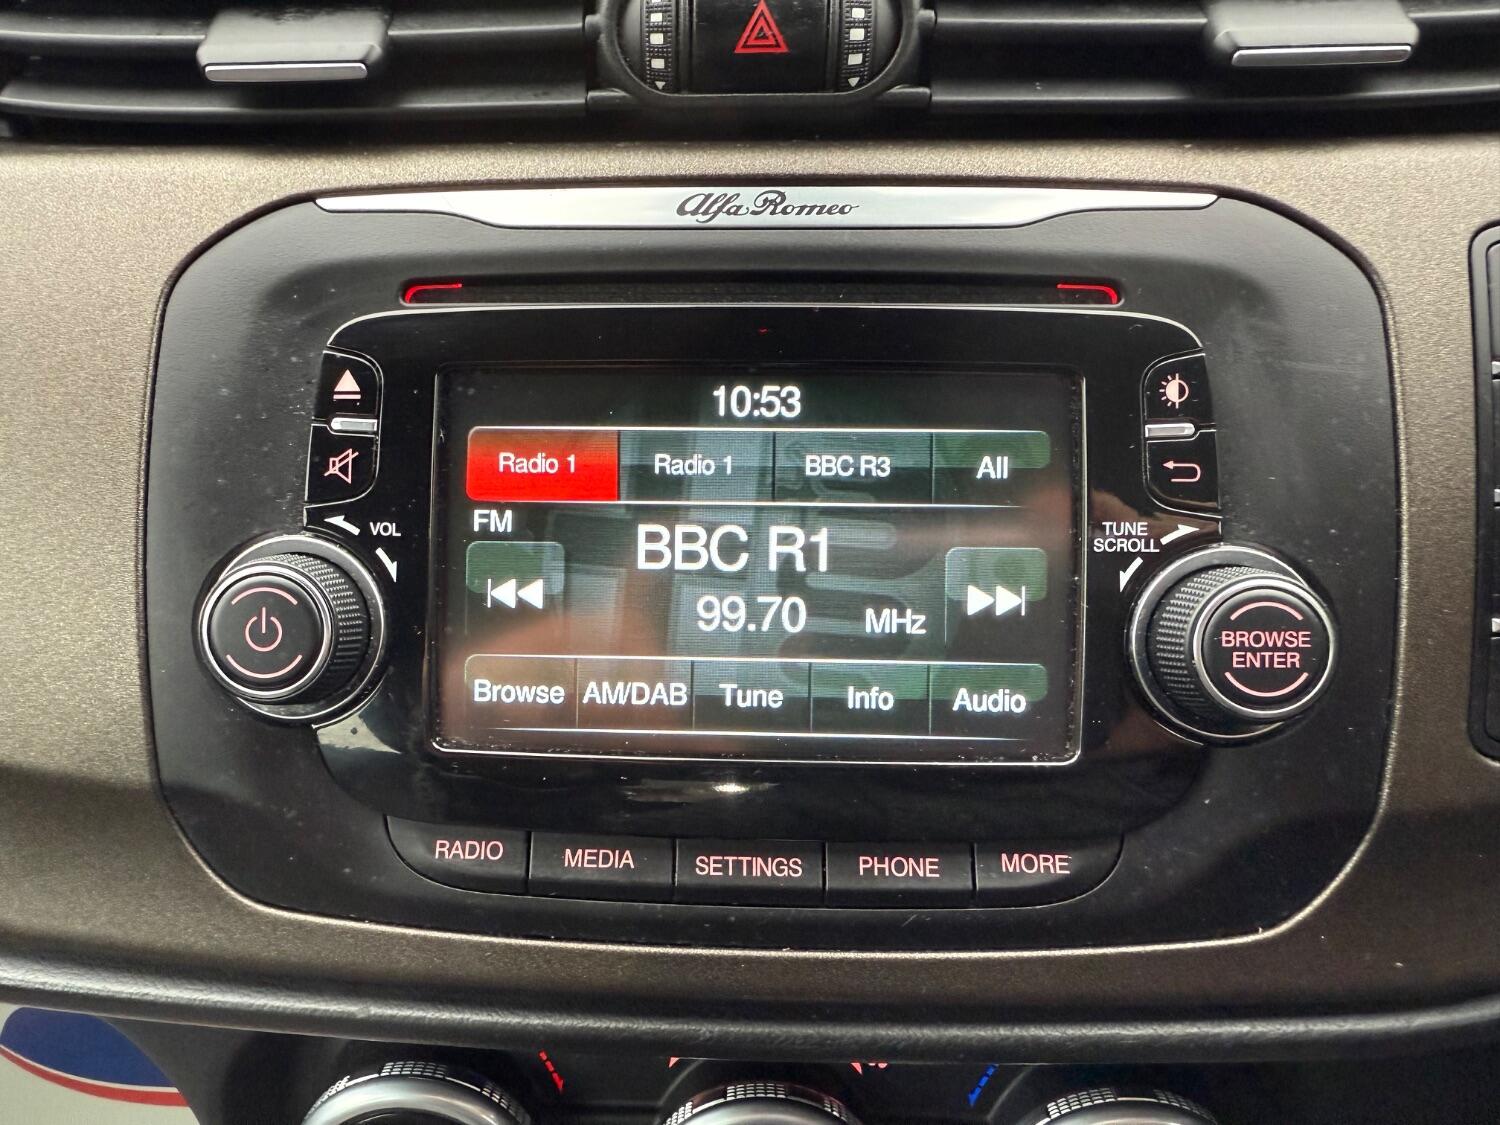 Alfa Romeo
10:53
Radio 1 Radio 1 BBC R3 All
FM
BBC R1
99.70 MHz
Browse AM/DAB Tune Info Audio
VOL
TUNE
SCROLL
BROWSE
ENTER
RADIO MEDIA SETTINGS PHONE MORE